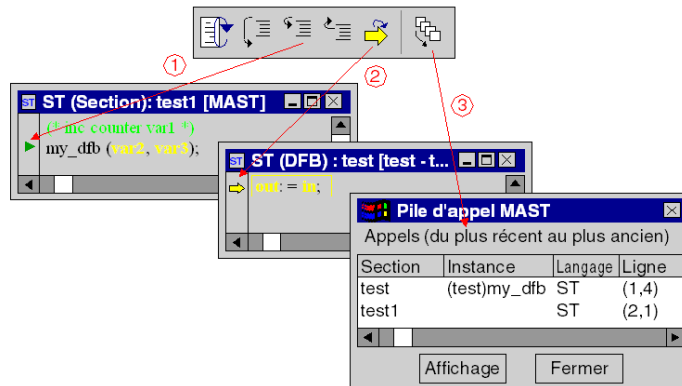 1
2
3
ST ST (Section): test1 [MAST]
(* inc counter var1 *)
my_dfb (var2, var3);
ST ST (DFB) : test [test - t...
out: = in;
Pile d'appel MAST
Appels (du plus récent au plus ancien)
Section Instance Langage Ligne
test (test)my_dfb ST (1,4)
test1 ST (2,1)
Affichage Fermer